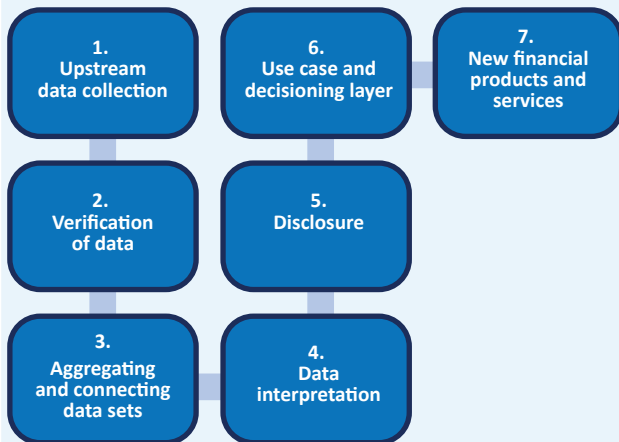 1.
Upstream
data collection
2.
Verification
of data
3.
Aggregating
and connecting
data sets
4.
Data
interpretation
5.
Disclosure
6.
Use case and
decisioning layer
7.
New financial
products and
services